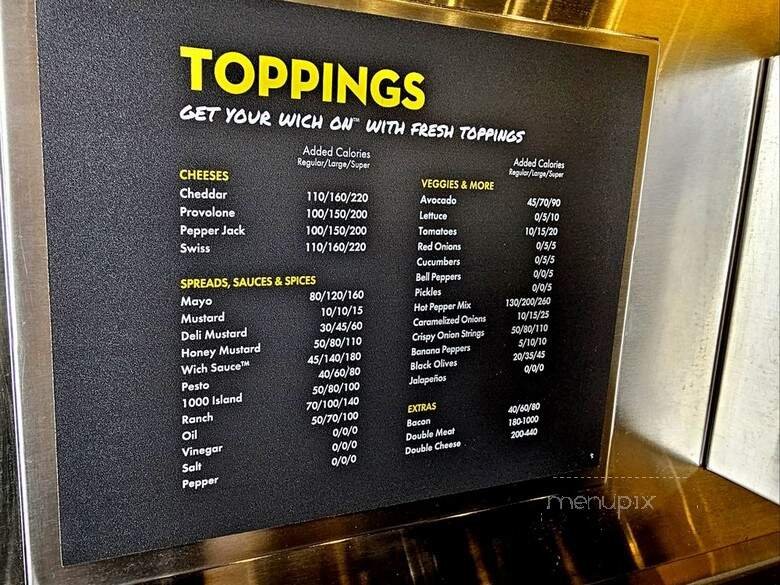 TOPPINGS
GET YOUR WICH ON™ WITH FRESH TOPPINGS
Added Calories
Regular/Large/Super
CHEESES
Cheddar 110/160/220
Provolone 100/150/200
Pepper Jack 100/150/200
Swiss 110/160/220
SPREADS, SAUCES & SPICES
Mayo 80/120/160
Mustard 10/10/15
Deli Mustard 30/45/60
Honey Mustard 50/80/110
Wich Sauce™ 45/140/180
Pesto 40/60/80
1000 Island 50/80/100
Ranch 70/100/140
Oil 50/70/100
Vinegar 0/0/0
Salt 0/0/0
Pepper 0/0/0
Added Calories
Regular/Large/Super
VEGGIES & MORE
Avocado 45/70/90
Lettuce 0/5/10
Tomatoes 10/15/20
Red Onions 0/5/5
Cucumbers 0/5/5
Bell Peppers 0/0/5
Pickles 0/0/5
Hot Pepper Mix 130/200/260
Caramelized Onions 10/15/25
Crispy Onion Strings 50/80/110
Banana Peppers 5/10/10
Black Olives 20/35/45
Jalapeños 0/0/0
EXTRAS
Bacon 40/60/80
Double Meat 180-1000
Double Cheese 200-440
menupix